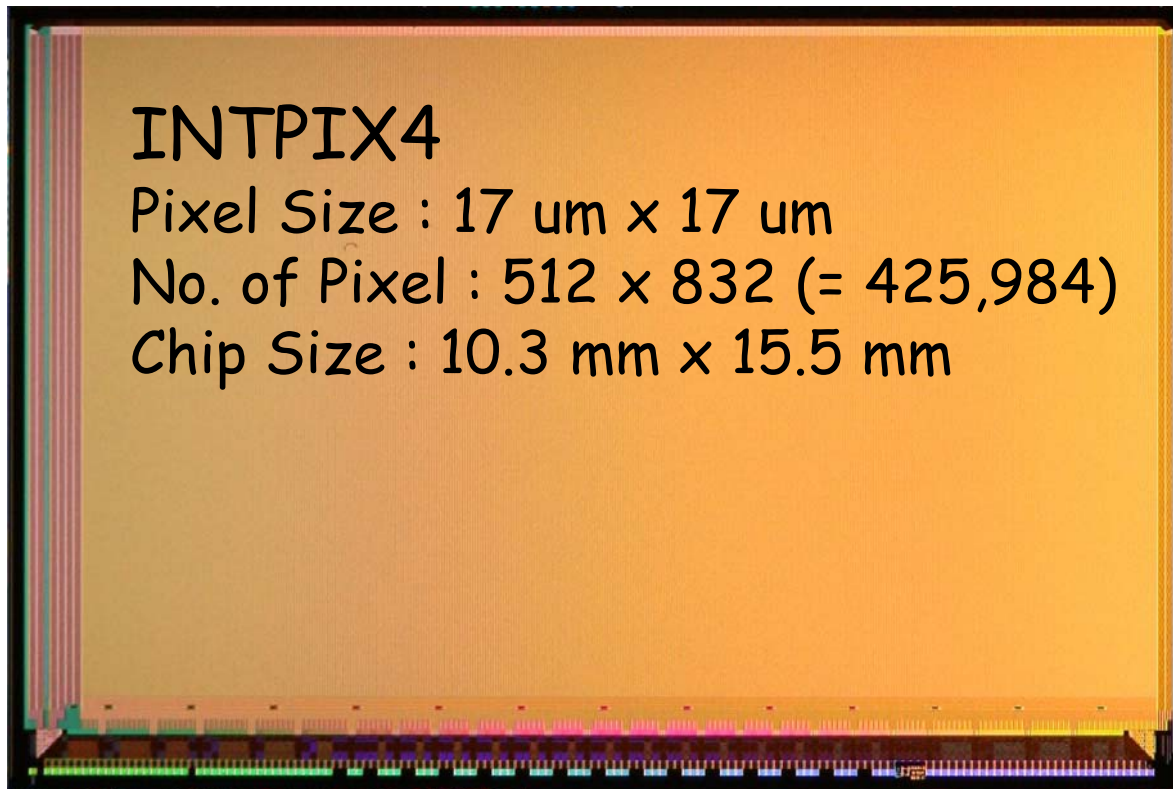 INTPIX4
Pixel Size : 17 um x 17 um
No. of Pixel : 512 x 832 (= 425,984)
Chip Size : 10.3 mm x 15.5 mm